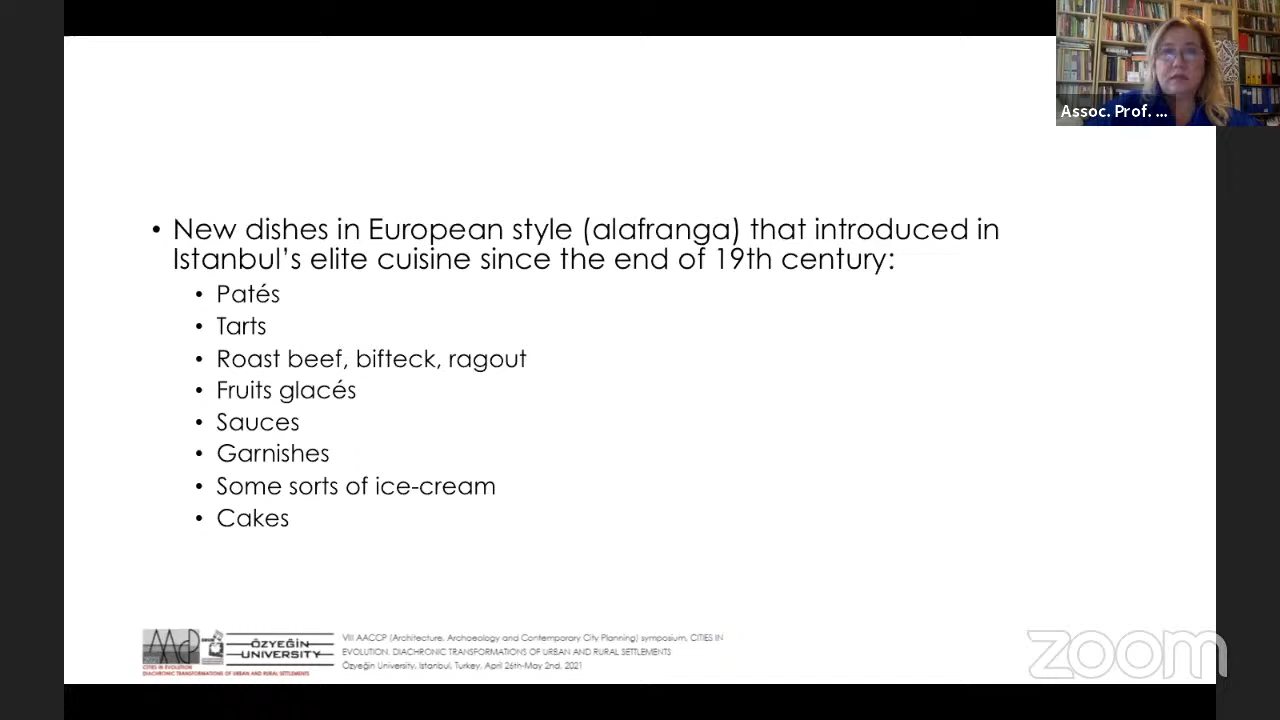 Assoc. Prof. ...
• New dishes in European style (alafranga) that introduced in
Istanbul's elite cuisine since the end of 19th century:
• Patés
• Tarts
• Roast beef, bifteck, ragout
• Fruits glacés
• Sauces
• Garnishes
• Some sorts of ice-cream
• Cakes
AACP
CITIES IN EVOLUTION
DIACHRONIC TRANSFORMATIONS OF URBAN AND RURAL SETTLEMENTS
ÖZYEĞİN
UNIVERSITY
VIII AACCP (Architecture, Archaeology and Contemporary City Planning) symposium, CITIES IN
EVOLUTION. DIACHRONIC TRANSFORMATIONS OF URBAN AND RURAL SETTLEMENTS
Özyeğin University, Istanbul, Turkey, April 26th-May 2nd, 2021
zoom